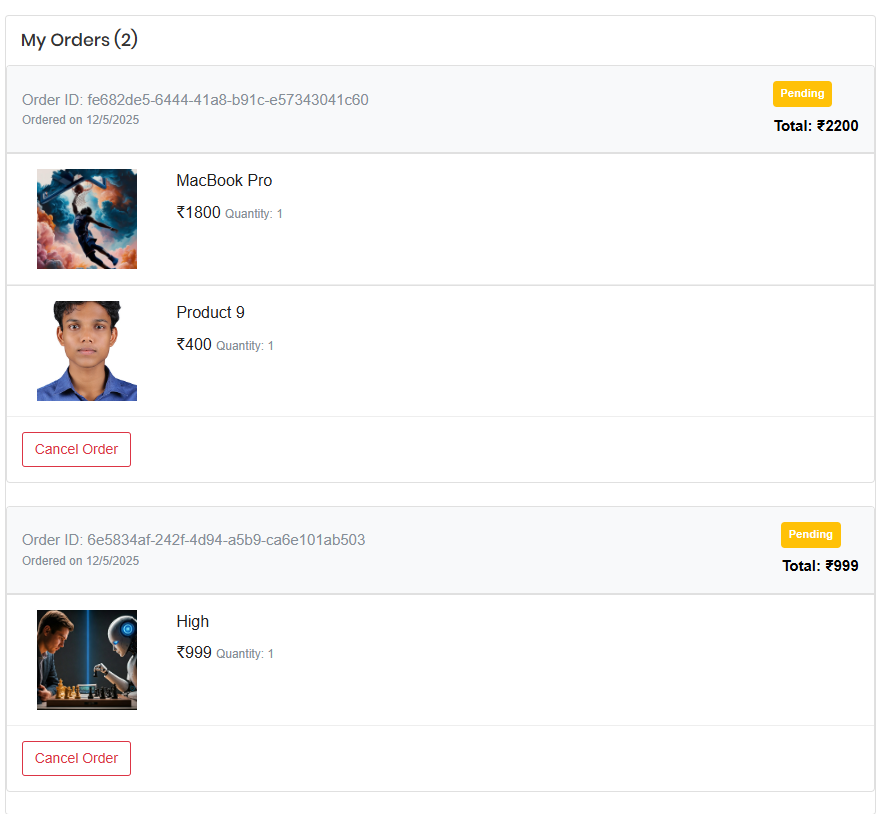 My Orders (2)
Order ID: fe682de5-6444-41a8-b91c-e57343041c60
Pending
Ordered on 12/5/2025
Total: ₹2200
MacBook Pro
₹1800 Quantity: 1
Product 9
₹400 Quantity: 1
Cancel Order
Order ID: 6e5834af-242f-4d94-a5b9-ca6e101ab503
Pending
Ordered on 12/5/2025
Total: ₹999
High
₹999 Quantity: 1
Cancel Order